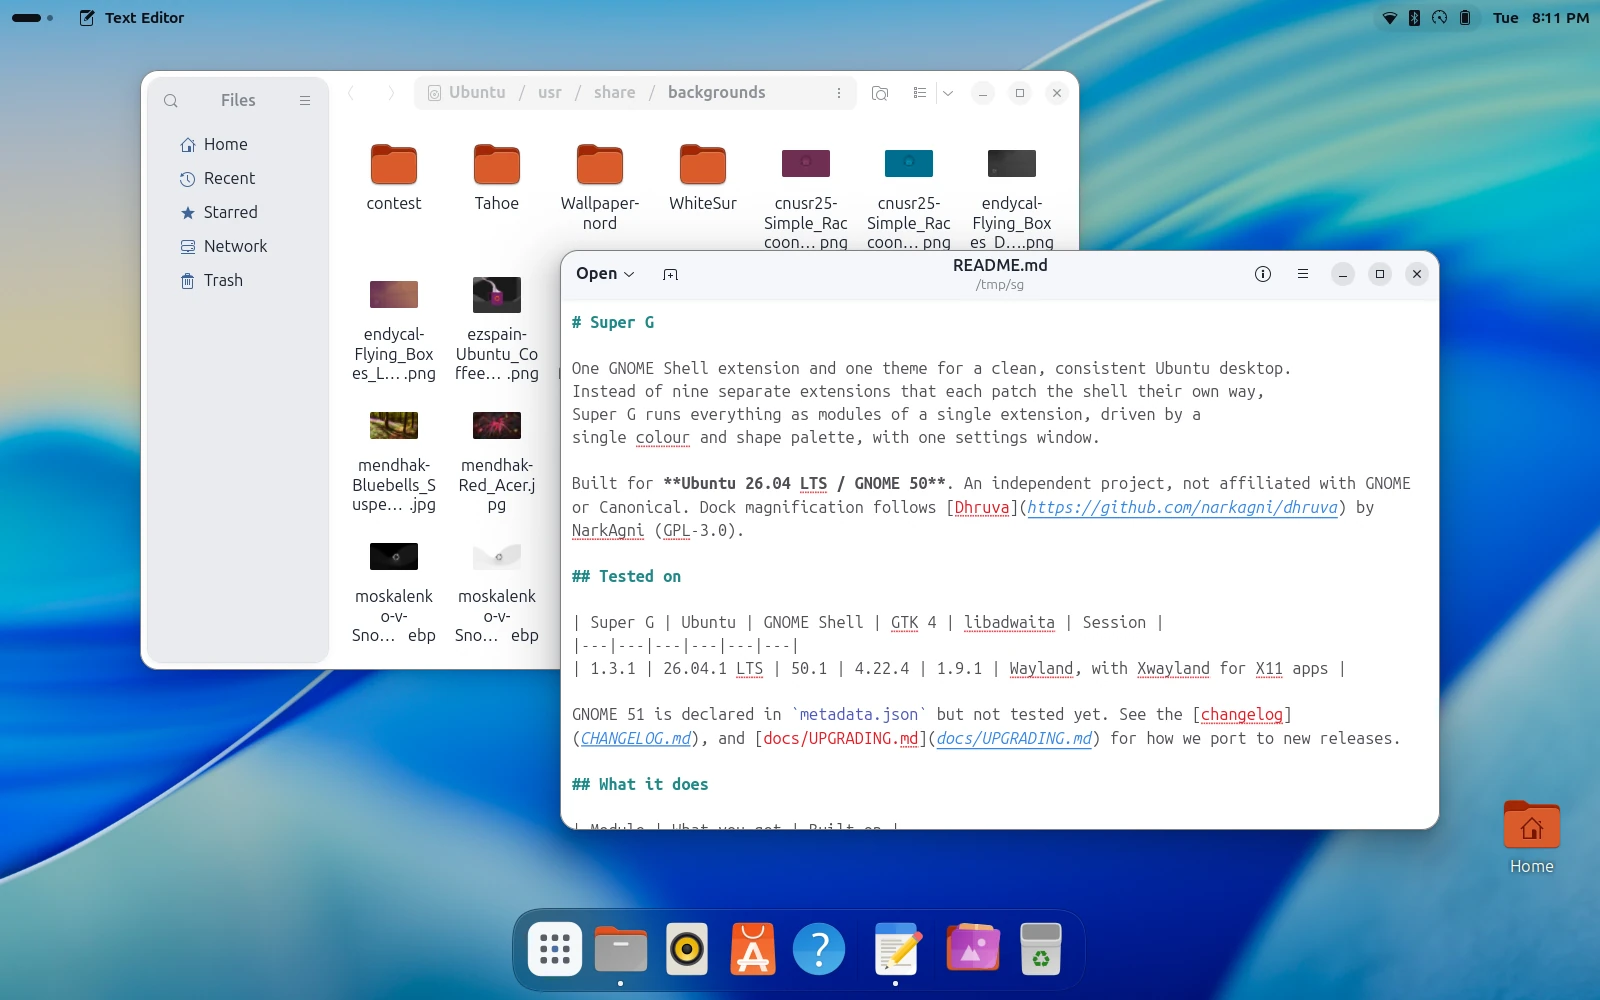 Text Editor
Tue 8:11 PM
Files
Ubuntu / usr / share / backgrounds
Home
Recent
Starred
Network
Trash
contest
Tahoe
Wallpaper-
nord
WhiteSur
cnusr25-
Simple_Rac
coon… png
cnusr25-
Simple_Rac
coon… png
endycal-
Flying_Box
es_D….png
endycal-
Flying_Box
es_L… .png
ezspain-
Ubuntu_Co
ffee… .png
mendhak-
Bluebells_S
uspe… .jpg
mendhak-
Red_Acer.j
pg
moskalenk
o-v-
Sno… ebp
moskalenk
o-v-
Sno… ebp
Open
README.md
/tmp/sg
# Super G
One GNOME Shell extension and one theme for a clean, consistent Ubuntu desktop.
Instead of nine separate extensions that each patch the shell their own way,
Super G runs everything as modules of a single extension, driven by a
single colour and shape palette, with one settings window.
Built for **Ubuntu 26.04 LTS / GNOME 50**. An independent project, not affiliated with GNOME
or Canonical. Dock magnification follows [Dhruva](https://github.com/narkagni/dhruva) by
NarkAgni (GPL-3.0).
## Tested on
| Super G | Ubuntu | GNOME Shell | GTK 4 | libadwaita | Session |
|---|---|---|---|---|---|
| 1.3.1 | 26.04.1 LTS | 50.1 | 4.22.4 | 1.9.1 | Wayland, with Xwayland for X11 apps |
GNOME 51 is declared in `metadata.json` but not tested yet. See the [changelog]
(CHANGELOG.md), and [docs/UPGRADING.md](docs/UPGRADING.md) for how we port to new releases.
## What it does
| Module | What you get | Built on |
Home